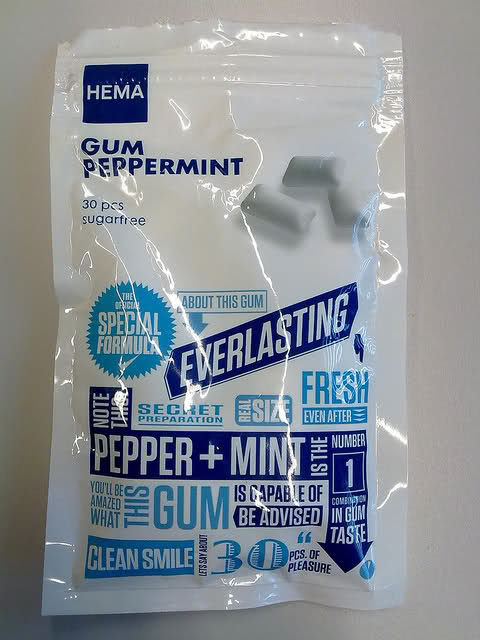 HEMA
GUM
PEPPERMINT
30 pcs
sugarfree
THE
OFFICIAL
SPECIAL
FORMULA
ABOUT THIS GUM
EVERLASTING
FRESH
EVEN AFTER
NOTE
THIS
SECRET
PREPARATION
REAL
SIZE
PEPPER + MINT
IS THE
NUMBER
1
COMBINATION
IN GUM
TASTE
YOU'LL BE
AMAZED
WHAT
THIS
GUM
IS CAPABLE OF
BE ADVISED
CLEAN SMILE
LET'S SAY ABOUT
30
PCS. OF
PLEASURE